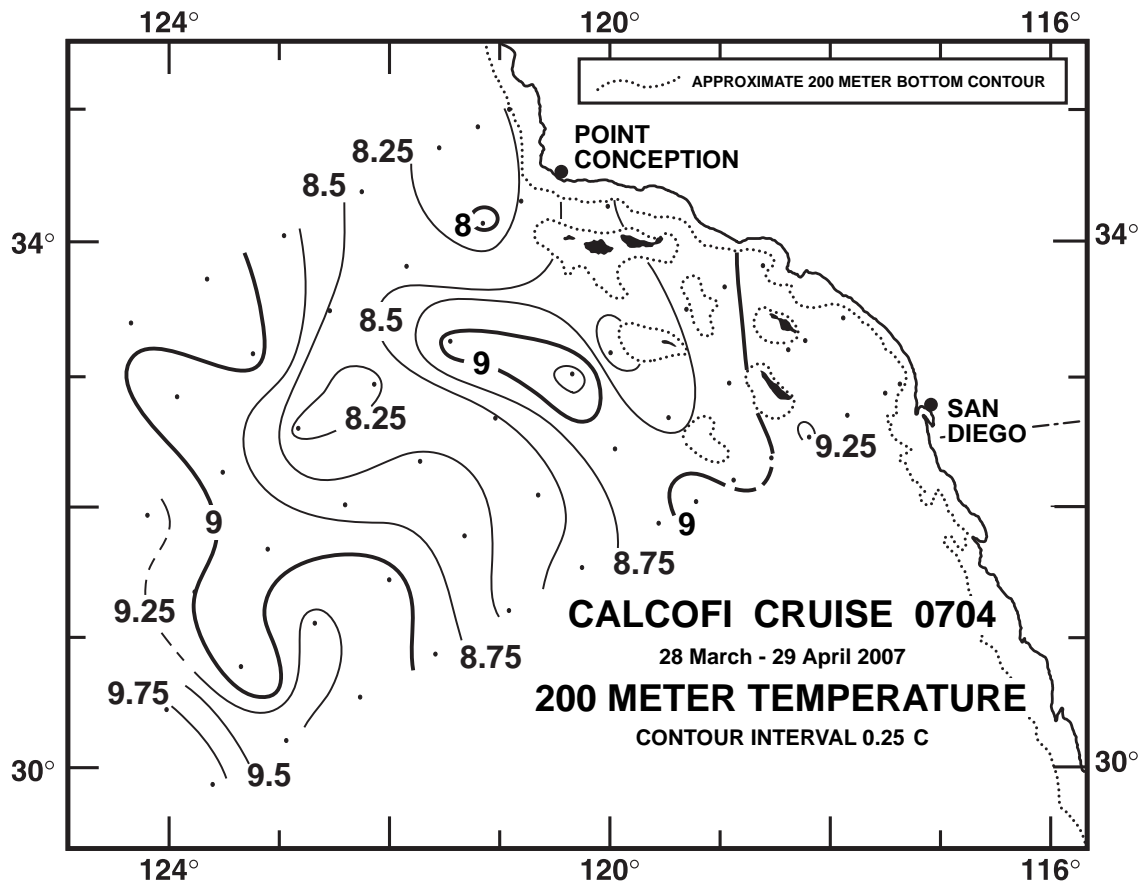 124° 120° 116°
APPROXIMATE 200 METER BOTTOM CONTOUR
POINT
CONCEPTION
8.25
8.5
8
34° 34°
8.5
9
8.25
SAN
DIEGO
9.25
9
9
8.75
9.25
CALCOFI CRUISE 0704
8.75
28 March - 29 April 2007
9.75
200 METER TEMPERATURE
CONTOUR INTERVAL 0.25 C
9.5
30° 30°
124° 120° 116°